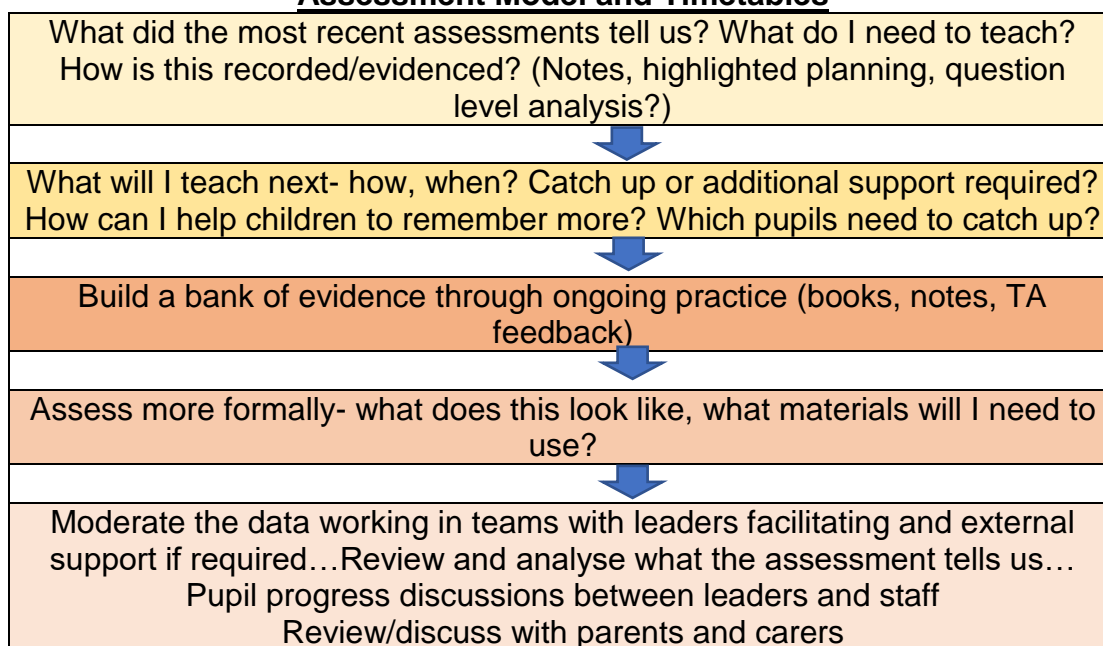 Assessment Model and Timetables
What did the most recent assessments tell us? What do I need to teach?
How is this recorded/evidenced? (Notes, highlighted planning, question
level analysis?)
What will I teach next- how, when? Catch up or additional support required?
How can I help children to remember more? Which pupils need to catch up?
Build a bank of evidence through ongoing practice (books, notes, TA
feedback)
Assess more formally- what does this look like, what materials will I need to
use?
Moderate the data working in teams with leaders facilitating and external
support if required…Review and analyse what the assessment tells us…
Pupil progress discussions between leaders and staff
Review/discuss with parents and carers